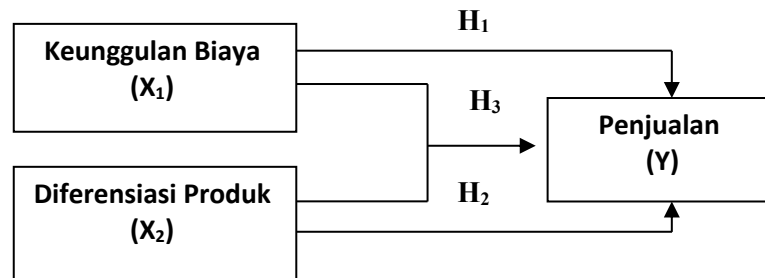 H₁
Keunggulan Biaya
(X₁)
H₃
Penjualan
(Y)
Diferensiasi Produk
(X₂)
H₂